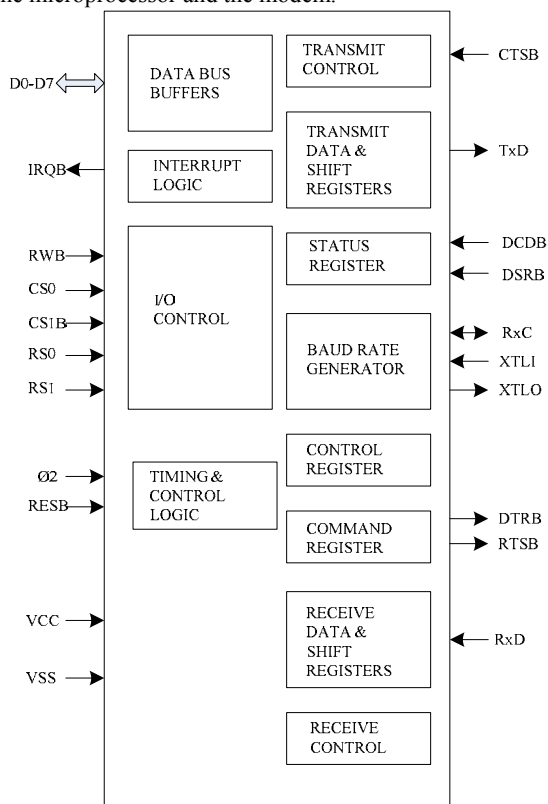 the microprocessor and the modem.
DATA BUS
BUFFERS
TRANSMIT
CONTROL
CTSB
D0-D7
TRANSMIT
DATA &
SHIFT
REGISTERS
TxD
IRQB
INTERRUPT
LOGIC
RWB
CS0
CS1B
RS0
RS1
I/O
CONTROL
STATUS
REGISTER
DCDB
DSRB
BAUD RATE
GENERATOR
RxC
XTLI
XTLO
CONTROL
REGISTER
Ø2
RESB
TIMING &
CONTROL
LOGIC
COMMAND
REGISTER
DTRB
RTSB
VCC
VSS
RECEIVE
DATA &
SHIFT
REGISTERS
RxD
RECEIVE
CONTROL